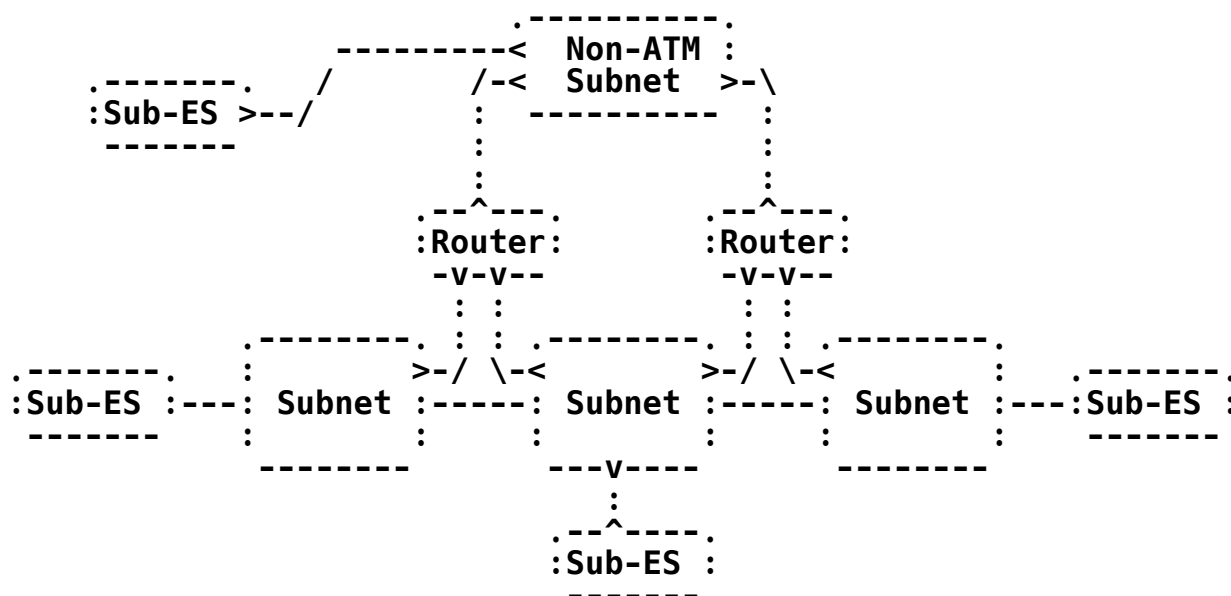 .----------.
                      ---------<  Non-ATM :
     .-------.    /         /-<  Subnet  >-\
     :Sub-ES >--/          :  ----------  :
      -------              :              :
                           :              :
                        .--^---.       .--^---.
                        :Router:       :Router:
                         -v-v--         -v-v--
                          : :            : :
             .--------. : : .--------. : : .--------.
.-------.   :        >-/ \-<        >-/ \-<        :   .-------.
:Sub-ES :---: Subnet :-----: Subnet :-----: Subnet :---:Sub-ES :
 -------    :        :     :        :     :        :    -------
             --------       ---v----       --------
                               :
                            .--^----.
                            :Sub-ES :
                             -------